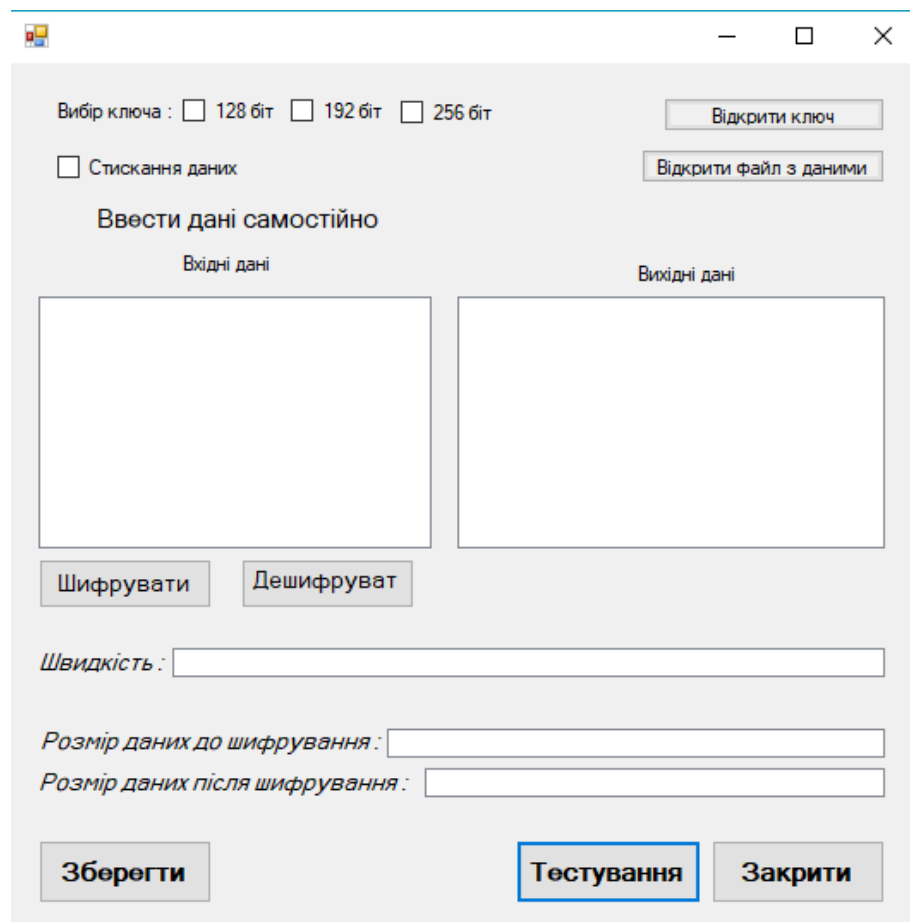 Вибір ключа : 128 біт 192 біт 256 біт
Відкрити ключ
Стискання даних
Відкрити файл з даними
Ввести дані самостійно
Вхідні дані
Вихідні дані
Шифрувати
Дешифруват
Швидкість :
Розмір даних до шифрування :
Розмір даних після шифрування :
Зберегти
Тестування
Закрити